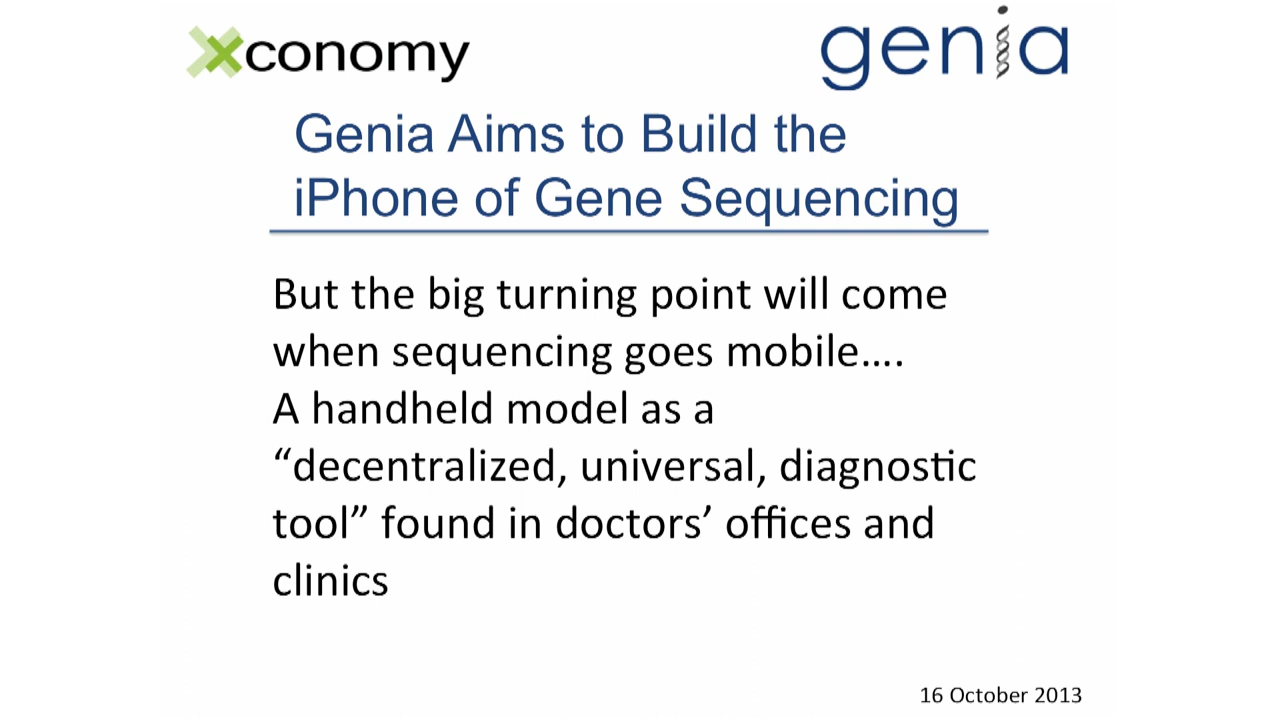 xconomy
genia
Genia Aims to Build the
iPhone of Gene Sequencing
But the big turning point will come
when sequencing goes mobile….
A handheld model as a
“decentralized, universal, diagnostic
tool” found in doctors’ offices and
clinics
16 October 2013